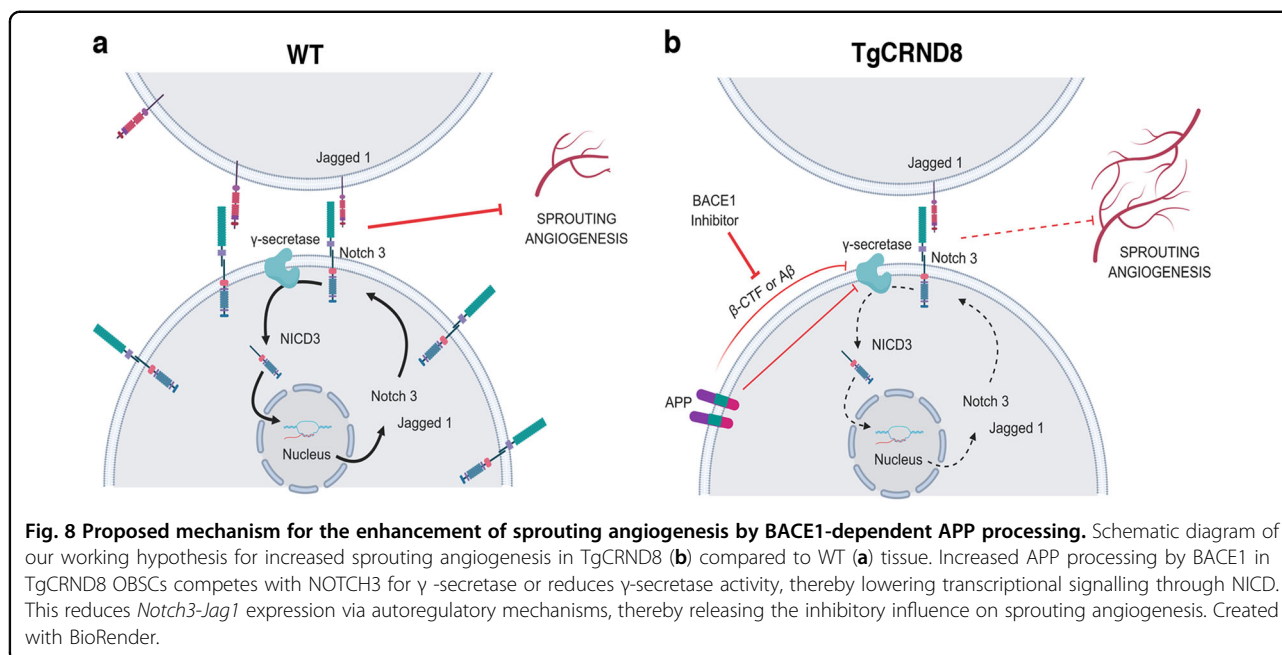 a
WT
Jagged 1
γ-secretase
Notch 3
SPROUTING
ANGIOGENESIS
NICD3
Notch 3
Jagged 1
Nucleus
b
TgCRND8
Jagged 1
BACE1
Inhibitor
γ-secretase
Notch 3
SPROUTING
ANGIOGENESIS
β-CTF or Aβ
NICD3
APP
Notch 3
Jagged 1
Nucleus
Fig. 8 Proposed mechanism for the enhancement of sprouting angiogenesis by BACE1-dependent APP processing. Schematic diagram of
our working hypothesis for increased sprouting angiogenesis in TgCRND8 (b) compared to WT (a) tissue. Increased APP processing by BACE1 in
TgCRND8 OBSCs competes with NOTCH3 for γ -secretase or reduces γ-secretase activity, thereby lowering transcriptional signalling through NICD.
This reduces Notch3-Jag1 expression via autoregulatory mechanisms, thereby releasing the inhibitory influence on sprouting angiogenesis. Created
with BioRender.